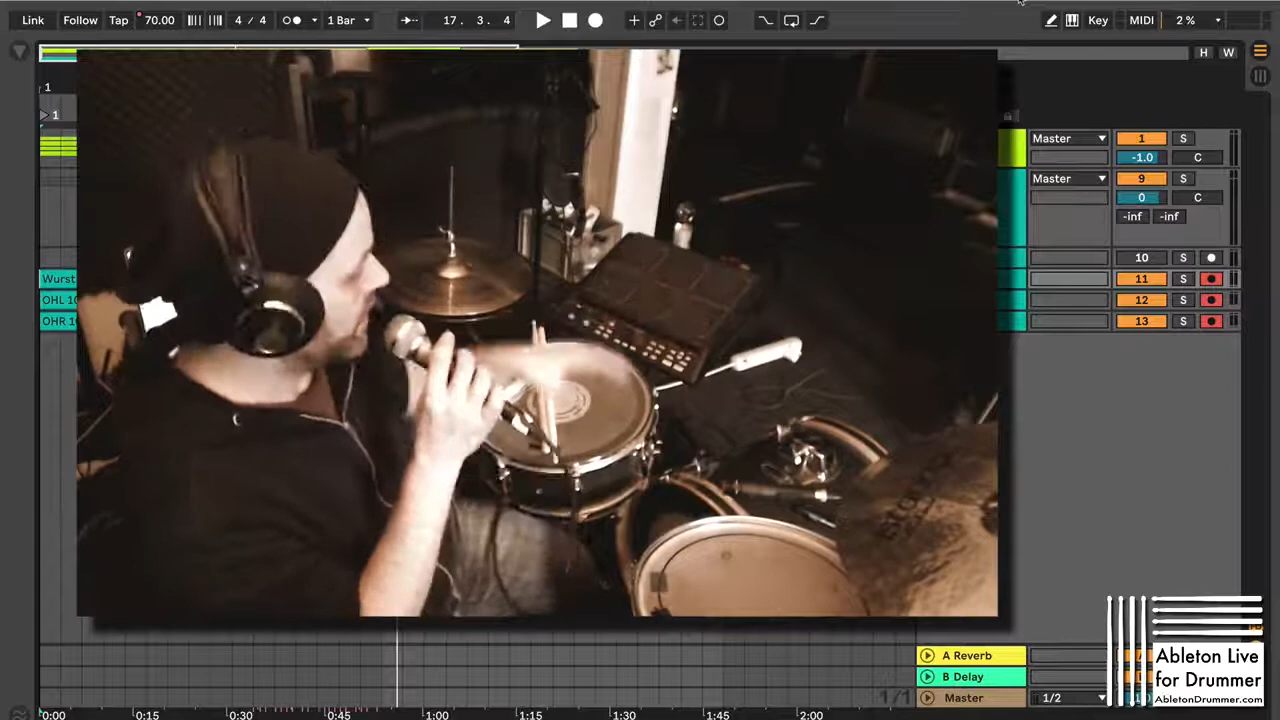 Link Follow Tap 70.00 4 / 4 1 Bar 17. 3. 4 Key MIDI 2 %
H W
1
1
Master 1 S
-1.0 C
Master 9 S
0 C
-inf -inf
10 S
Wurst 11 S
OHL 10 12 S
OHR 10 13 S
A Reverb
B Delay
1/1 Master 1/2
0:00 0:15 0:30 0:45 1:00 1:15 1:30 1:45 2:00
Ableton Live
for Drummer
AbletonDrummer.com